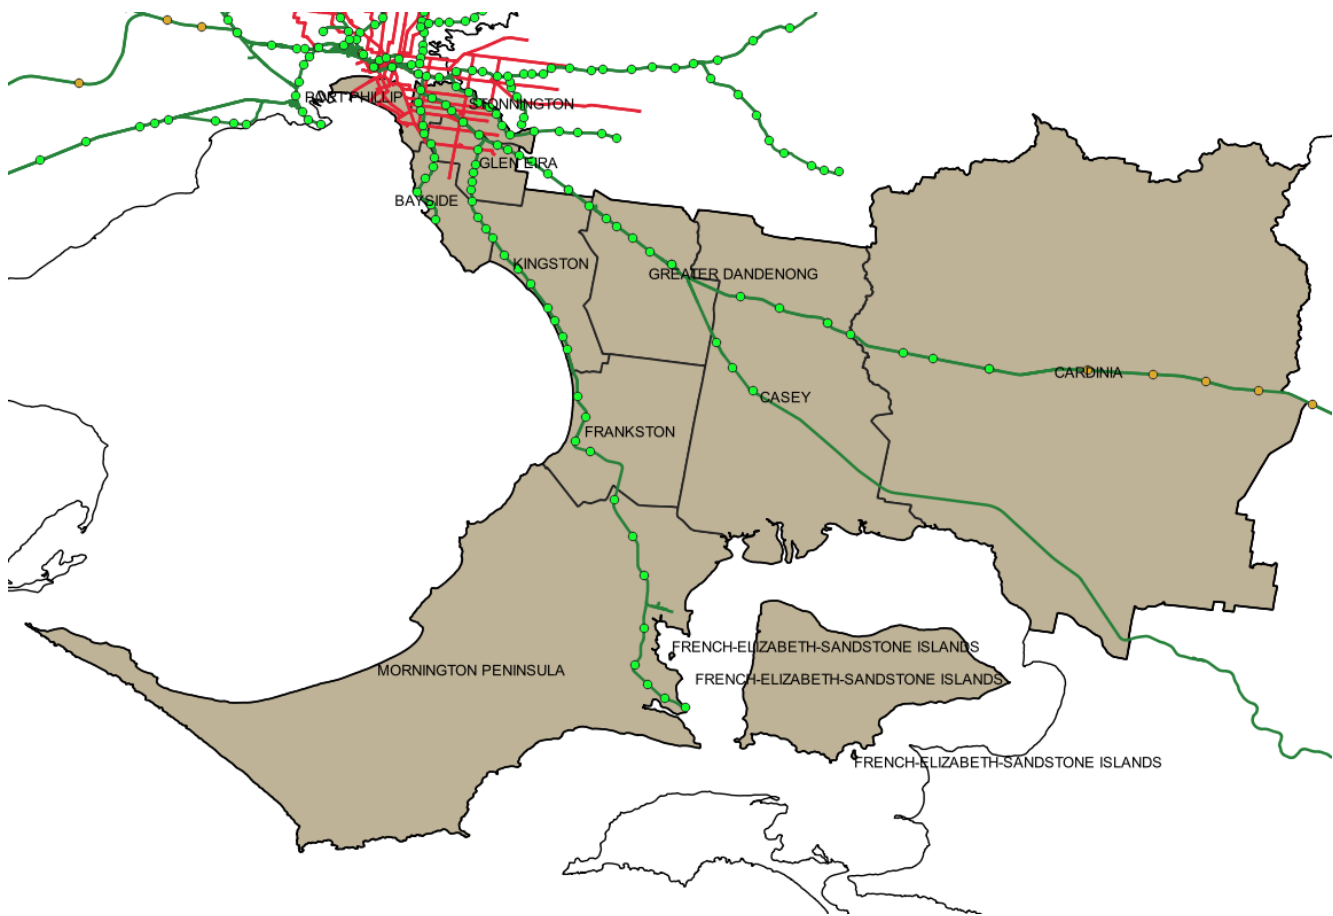 PORT PHILLIP
STONNINGTON
GLEN EIRA
BAYSIDE
KINGSTON
GREATER DANDENONG
CARDINIA
CASEY
FRANKSTON
FRENCH-ELIZABETH-SANDSTONE ISLANDS
MORNINGTON PENINSULA
FRENCH-ELIZABETH-SANDSTONE ISLANDS
FRENCH-ELIZABETH-SANDSTONE ISLANDS